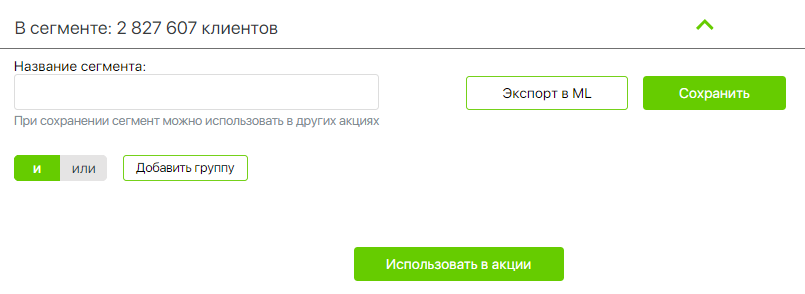 В сегменте: 2 827 607 клиентов
Название сегмента:
Экспорт в ML
Сохранить
При сохранении сегмент можно использовать в других акциях
и
или
Добавить группу
Использовать в акции